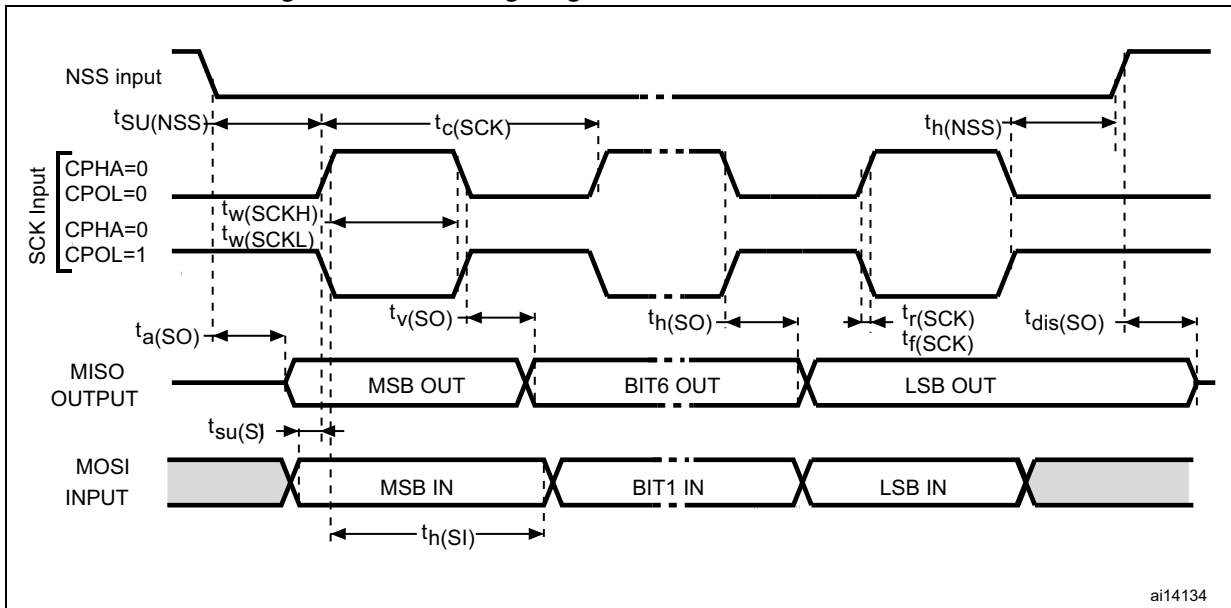 NSS input
tSU(NSS)
tc(SCK)
th(NSS)
SCK Input
CPHA=0
CPOL=0
tw(SCKH)
CPHA=0
tw(SCKL)
CPOL=1
tv(SO)
th(SO)
tr(SCK)
tf(SCK)
tdis(SO)
ta(SO)
MISO
OUTPUT
MSB OUT
BIT6 OUT
LSB OUT
tsu(SI)
MOSI
INPUT
MSB IN
BIT1 IN
LSB IN
th(SI)
ai14134